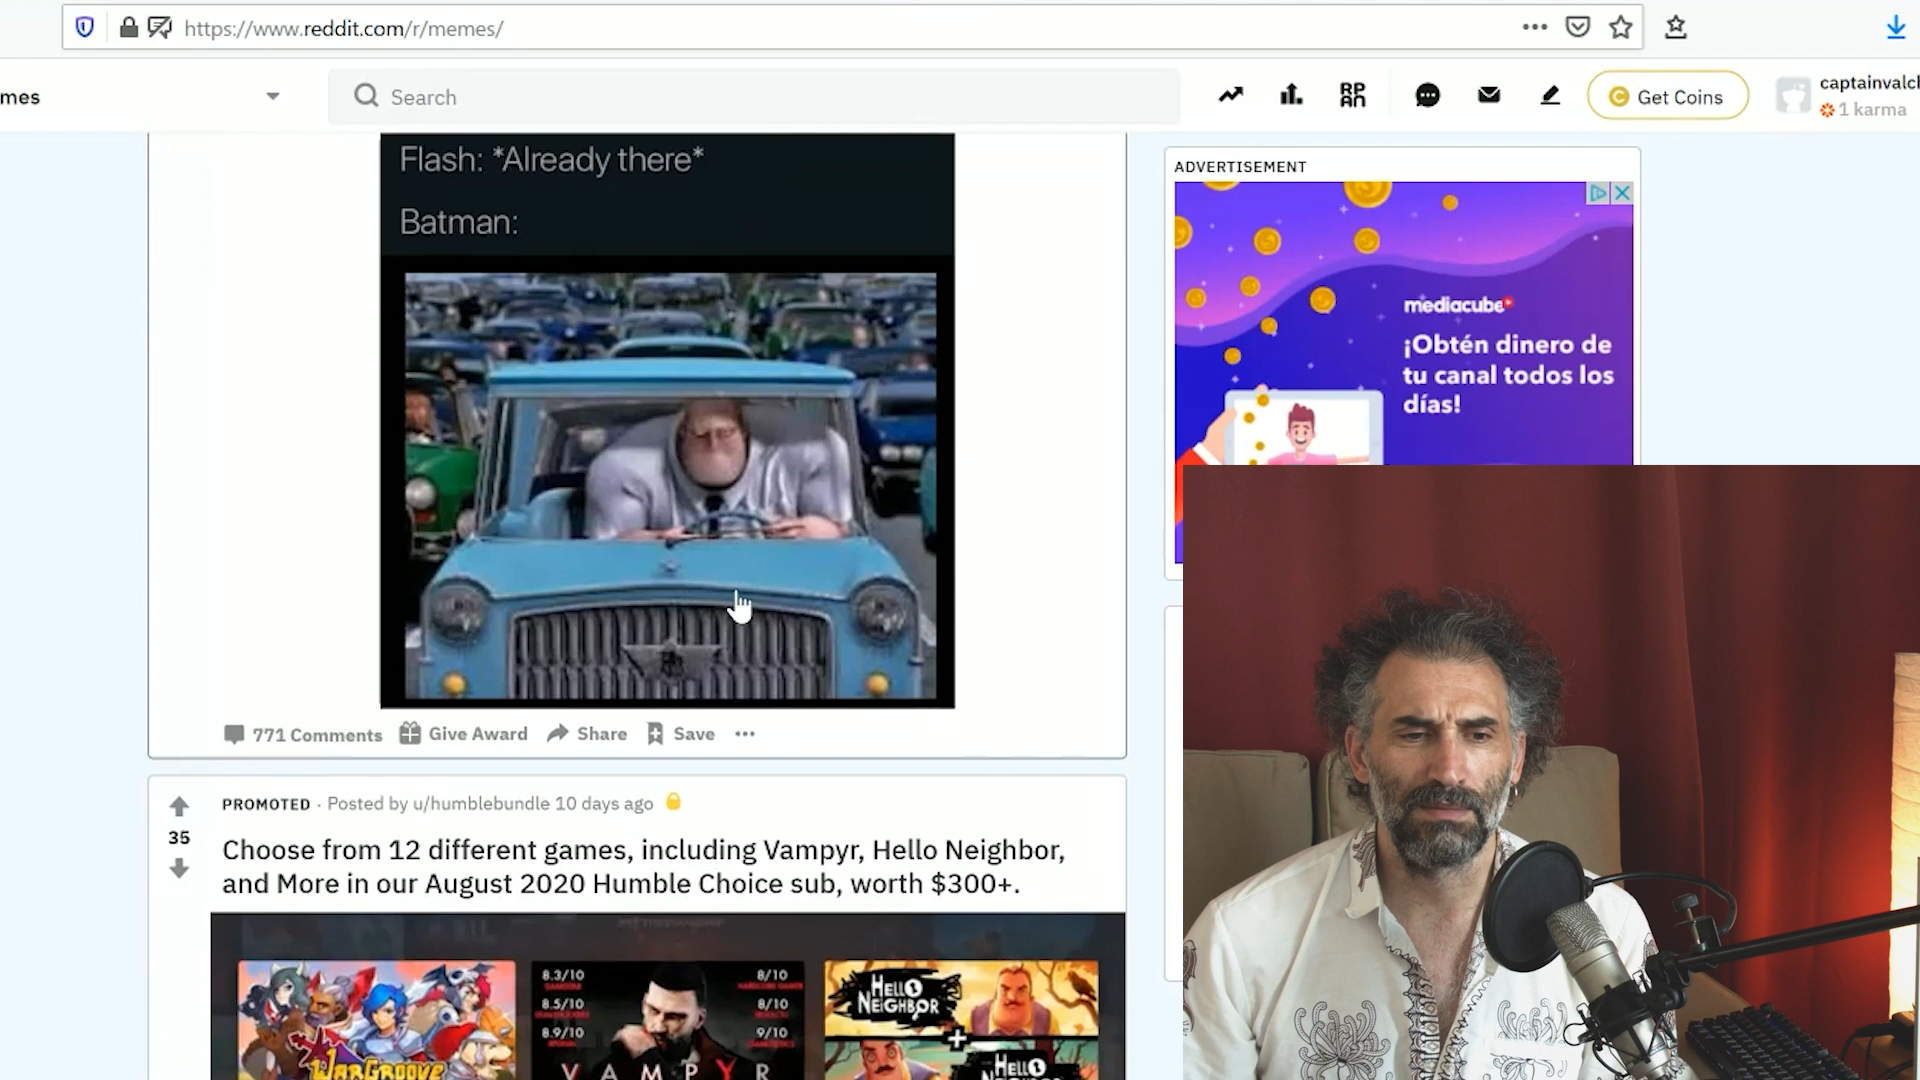 https://www.reddit.com/r/memes/
mes
Search
RP
AN
Get Coins
captainvalch
1 karma
Flash: *Already there*
Batman:
771 Comments
Give Award
Share
Save
ADVERTISEMENT
mediacube
¡Obtén dinero de
tu canal todos los
días!
35
PROMOTED · Posted by u/humblebundle 10 days ago
Choose from 12 different games, including Vampyr, Hello Neighbor,
and More in our August 2020 Humble Choice sub, worth $300+.
WARGROOVE
8.3/10
8.5/10
8.9/10
8/10
8/10
9/10
VAMPYR
HELLO
NEIGHBOR
HELLO